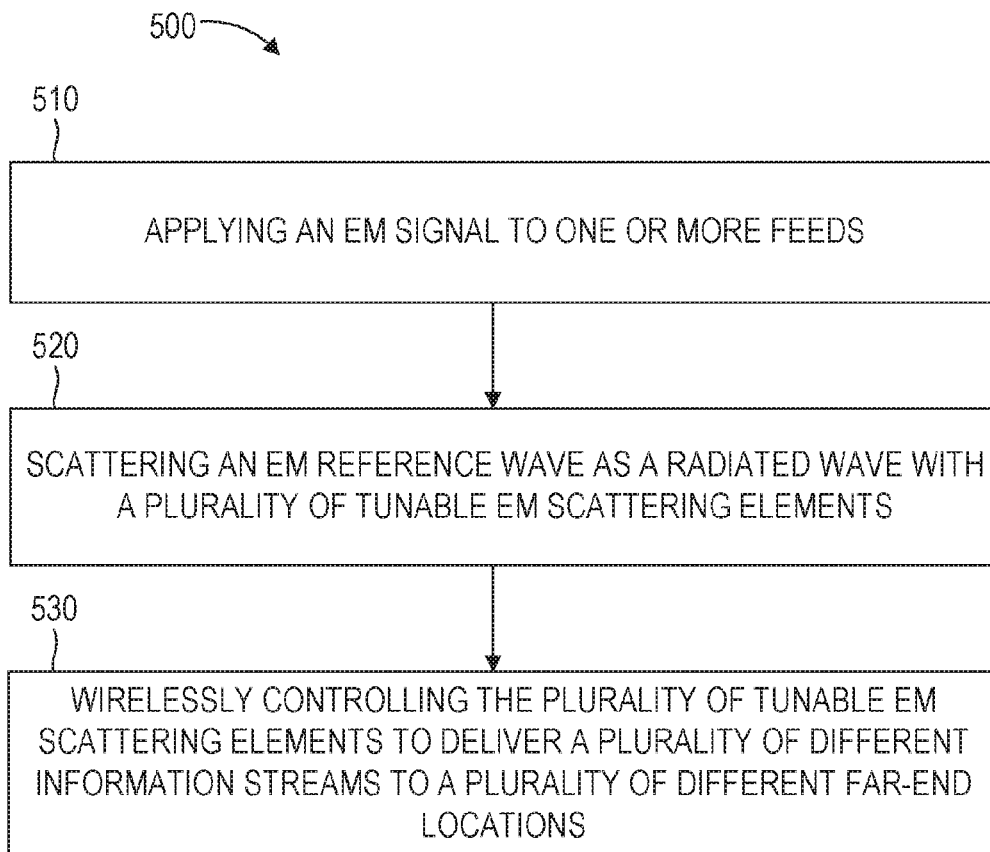 500
510
APPLYING AN EM SIGNAL TO ONE OR MORE FEEDS
520
SCATTERING AN EM REFERENCE WAVE AS A RADIATED WAVE WITH
A PLURALITY OF TUNABLE EM SCATTERING ELEMENTS
530
WIRELESSLY CONTROLLING THE PLURALITY OF TUNABLE EM
SCATTERING ELEMENTS TO DELIVER A PLURALITY OF DIFFERENT
INFORMATION STREAMS TO A PLURALITY OF DIFFERENT FAR-END
LOCATIONS